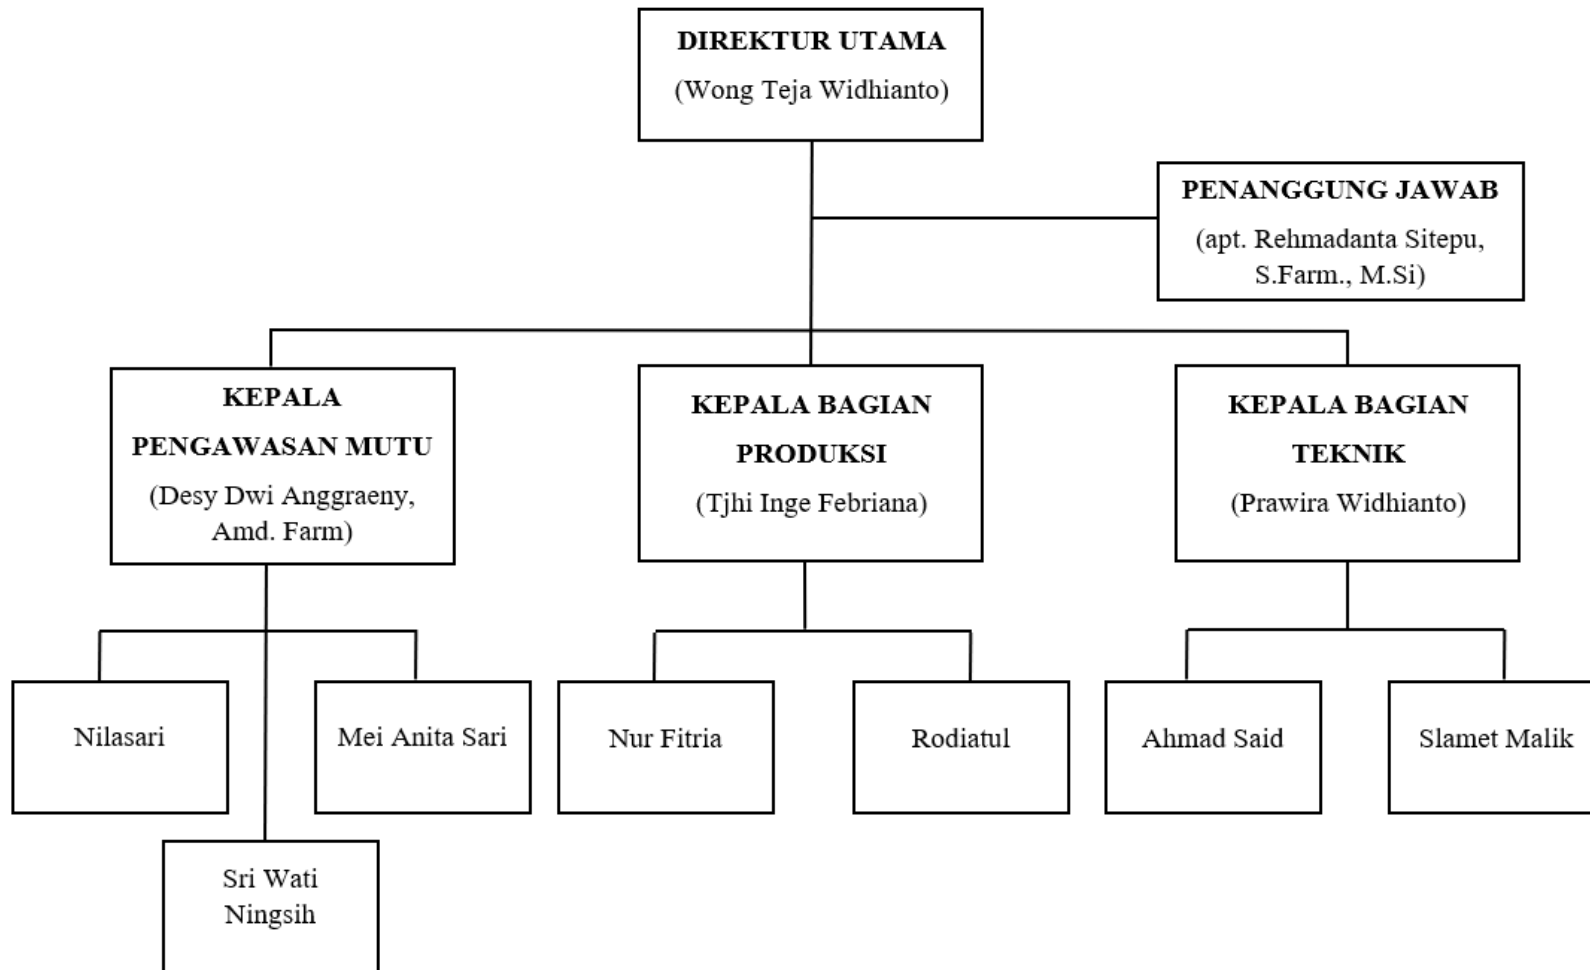 DIREKTUR UTAMA
(Wong Teja Widhianto)
PENANGGUNG JAWAB
(apt. Rehmadanta Sitepu,
S.Farm., M.Si)
KEPALA
PENGAWASAN MUTU
(Desy Dwi Anggraeny,
Amd. Farm)
KEPALA BAGIAN
PRODUKSI
(Tjhi Inge Febriana)
KEPALA BAGIAN
TEKNIK
(Prawira Widhianto)
Nilasari
Mei Anita Sari
Nur Fitria
Rodiatul
Ahmad Said
Slamet Malik
Sri Wati
Ningsih